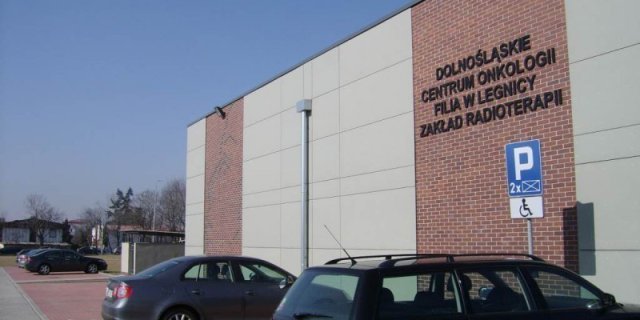 DOLNOŚLĄSKIE
CENTRUM ONKOLOGII
FILIA W LEGNICY
ZAKŁAD RADIOTERAPII
P
2x